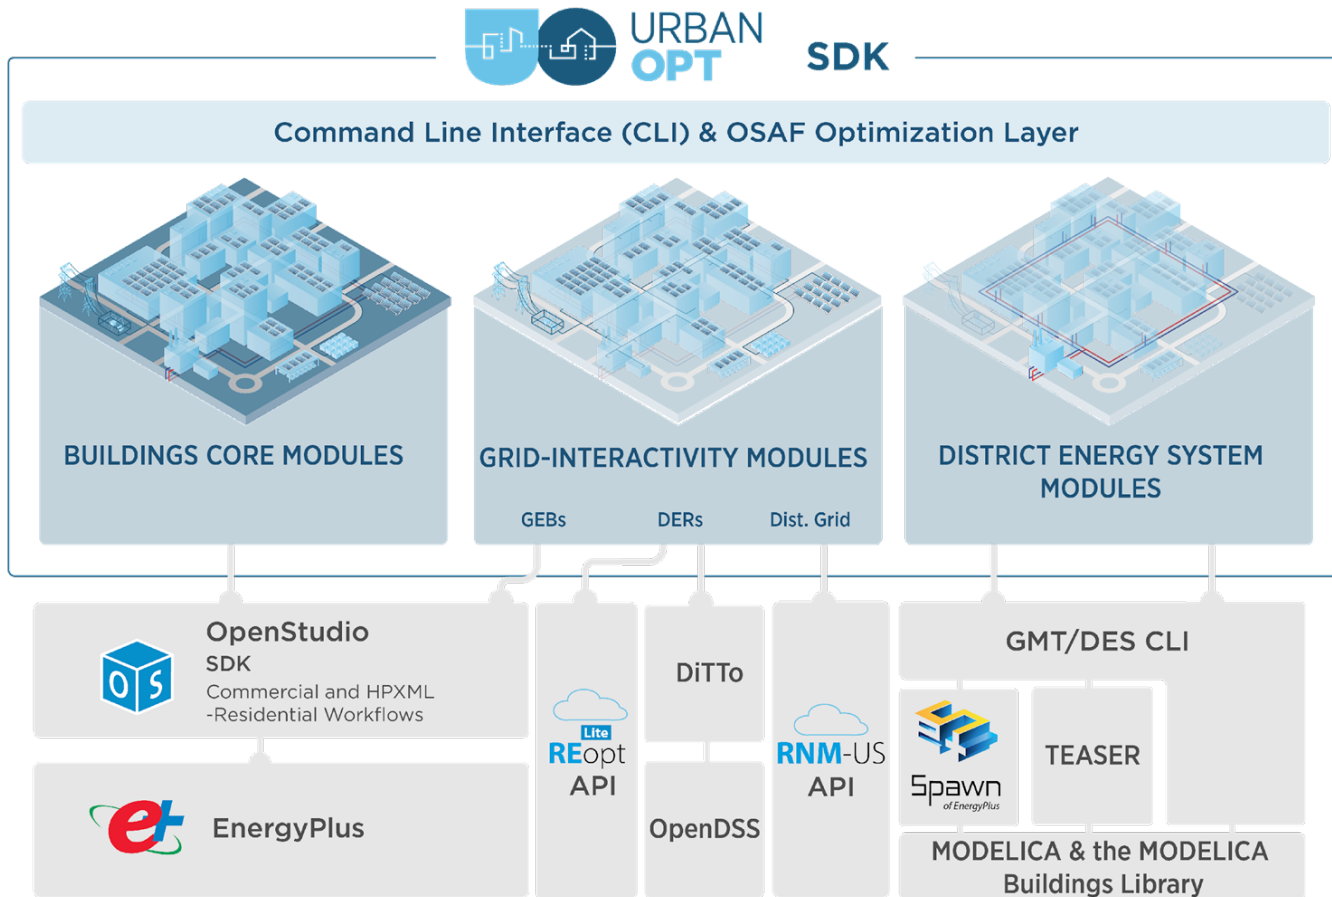 URBAN
OPT
SDK
Command Line Interface (CLI) & OSAF Optimization Layer
BUILDINGS CORE MODULES
GRID-INTERACTIVITY MODULES
GEBs
DERs
Dist. Grid
DISTRICT ENERGY SYSTEM
MODULES
OpenStudio
SDK
Commercial and HPXML
-Residential Workflows
OS
e+
EnergyPlus
Lite
REopt
API
DiTTo
OpenDSS
RNM-US
API
GMT/DES CLI
Spawn
of EnergyPlus
TEASER
MODELICA & the MODELICA
Buildings Library